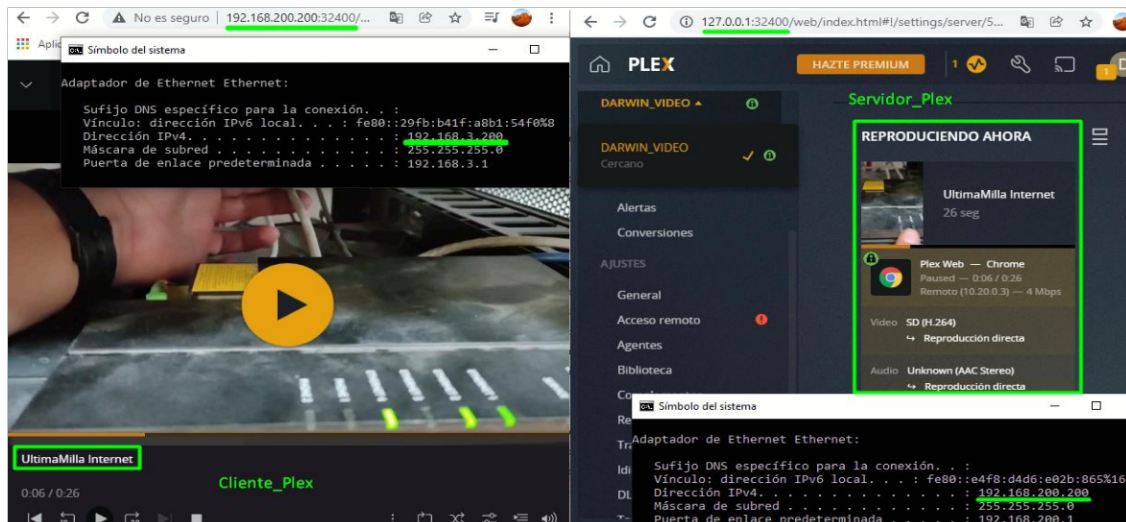 No es seguro
192.168.200.200:32400/...
Aplic
Símbolo del sistema
Adaptador de Ethernet Ethernet:
Sufijo DNS específico para la conexión. . :
Vínculo: dirección IPv6 local. . . : fe80::29fb:b41f:a8b1:54f0%8
Dirección IPv4. . . . . . . . . . . . . . : 192.168.3.200
Máscara de subred . . . . . . . . . . . . : 255.255.255.0
Puerta de enlace predeterminada . . . . . : 192.168.3.1
UltimaMilla Internet
0:06 / 0:26
Cliente_Plex
127.0.0.1:32400/web/index.html#!/settings/server/5...
PLEX
HAZTE PREMIUM
1
1
D
DARWIN_VIDEO
DARWIN_VIDEO
Cercano
Alertas
Conversiones
AJUSTES
General
Acceso remoto
Agentes
Biblioteca
Co
Re
Tr
Idi
DL
Servidor_Plex
REPRODUCIENDO AHORA
UltimaMilla Internet
26 seg
Plex Web — Chrome
Paused — 0:06 / 0:26
Remoto (10.20.0.3) — 4 Mbps
Video SD (H.264)
↪ Reproducción directa
Audio Unknown (AAC Stereo)
↪ Reproducción directa
Símbolo del sistema
Adaptador de Ethernet Ethernet:
Sufijo DNS específico para la conexión. . :
Vínculo: dirección IPv6 local. . . : fe80::e4f8:d4d6:e02b:865%16
Dirección IPv4. . . . . . . . . . . . . . : 192.168.200.200
Máscara de subred . . . . . . . . . . . . : 255.255.255.0
Puerta de enlace predeterminada . . . . . : 192.168.200.1